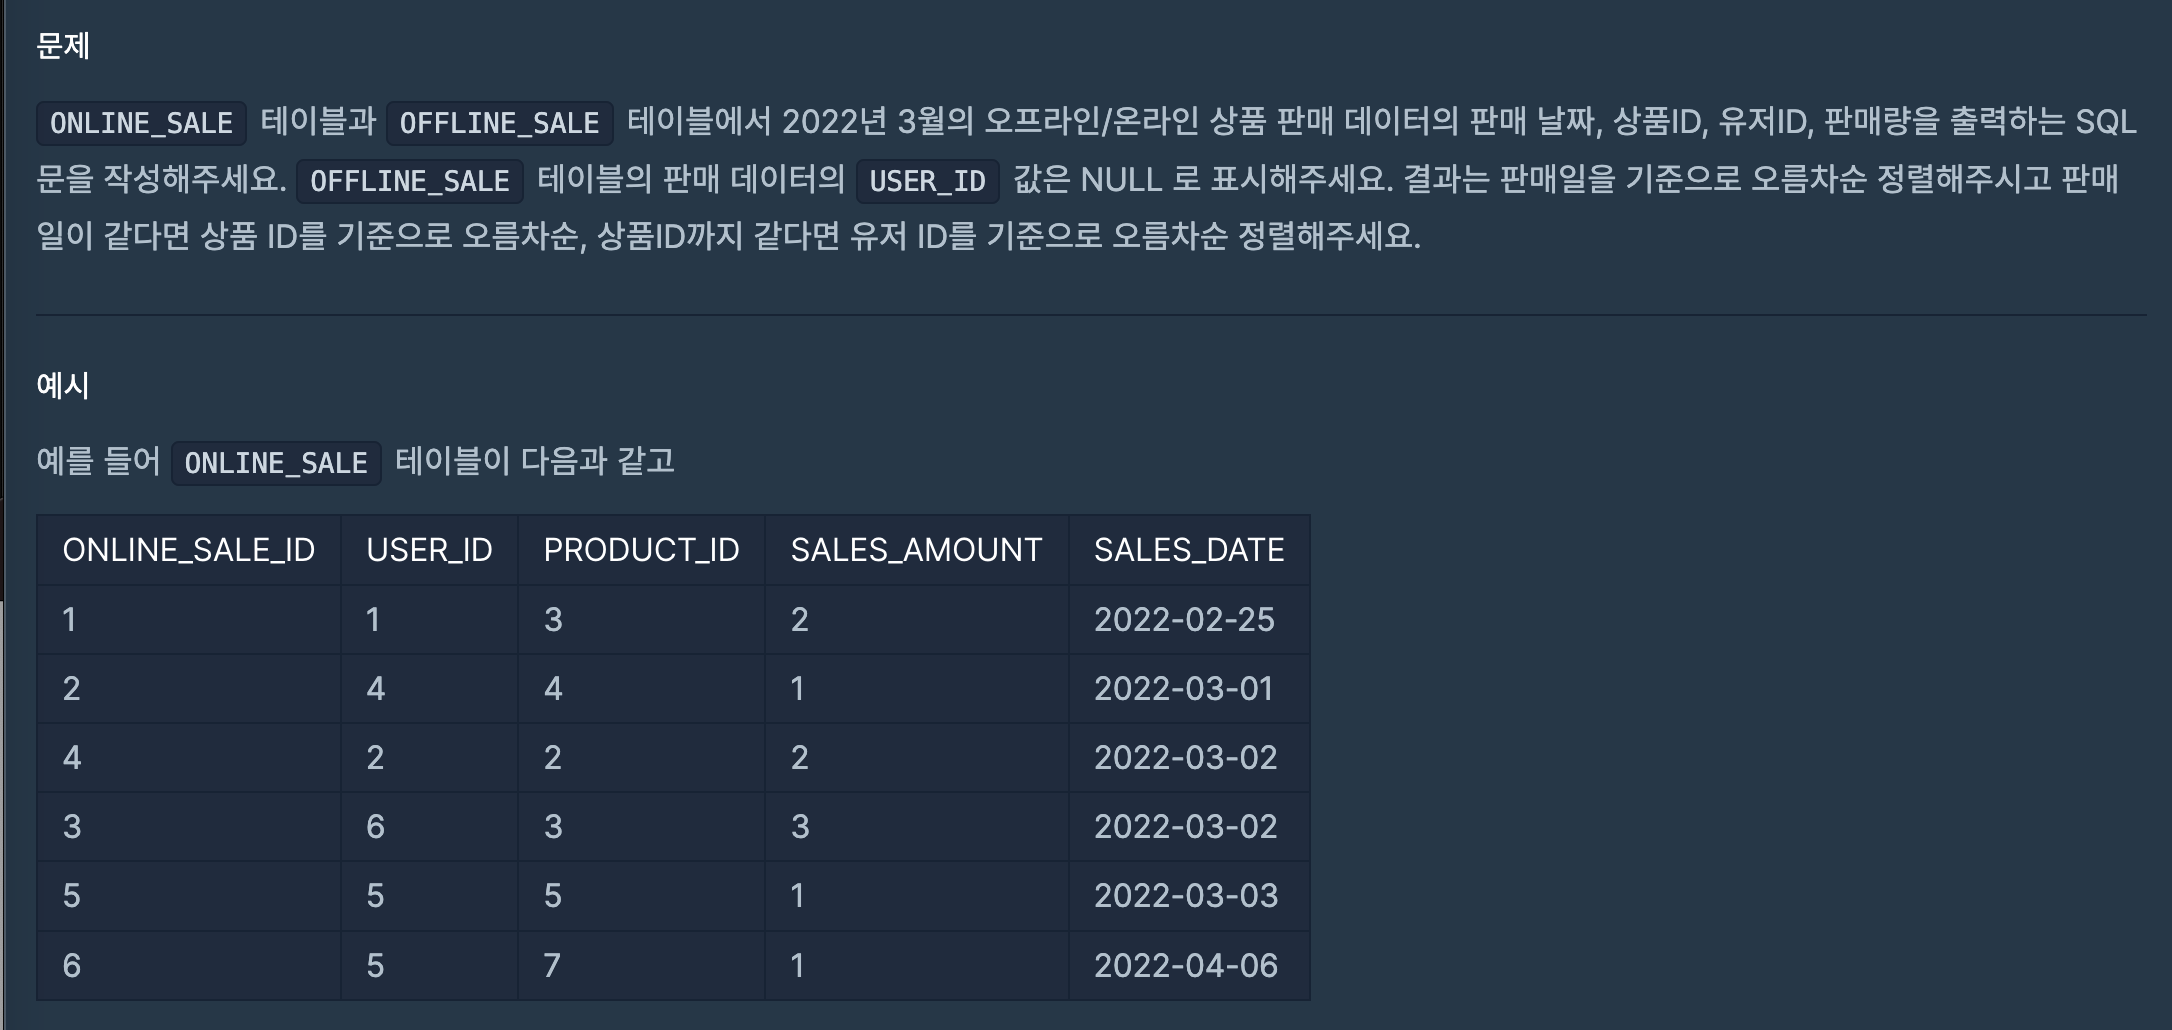 문제
ONLINE_SALE 테이블과 OFFLINE_SALE 테이블에서 2022년 3월의 오프라인/온라인 상품 판매 데이터의 판매 날짜, 상품ID, 유저ID, 판매량을 출력하는 SQL
문을 작성해주세요. OFFLINE_SALE 테이블의 판매 데이터의 USER_ID 값은 NULL 로 표시해주세요. 결과는 판매일을 기준으로 오름차순 정렬해주시고 판매
일이 같다면 상품 ID를 기준으로 오름차순, 상품ID까지 같다면 유저 ID를 기준으로 오름차순 정렬해주세요.
예시
예를 들어 ONLINE_SALE 테이블이 다음과 같고
ONLINE_SALE_ID USER_ID PRODUCT_ID SALES_AMOUNT SALES_DATE
1 1 3 2 2022-02-25
2 4 4 1 2022-03-01
4 2 2 2 2022-03-02
3 6 3 3 2022-03-02
5 5 5 1 2022-03-03
6 5 7 1 2022-04-06